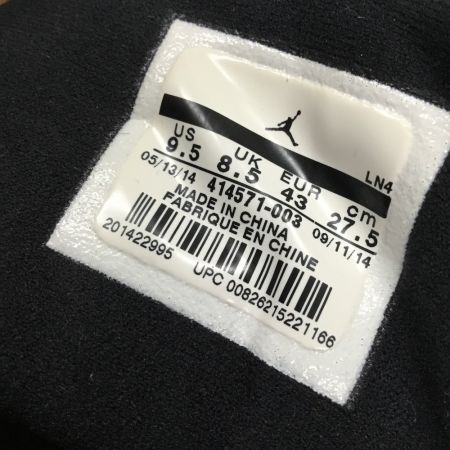 LN4
US UK EUR cm
9.5 8.5 43 27.5
05/13/14 414571-003 09/11/14
MADE IN CHINA
FABRIQUE EN CHINE
201422995
UPC 00826215221166